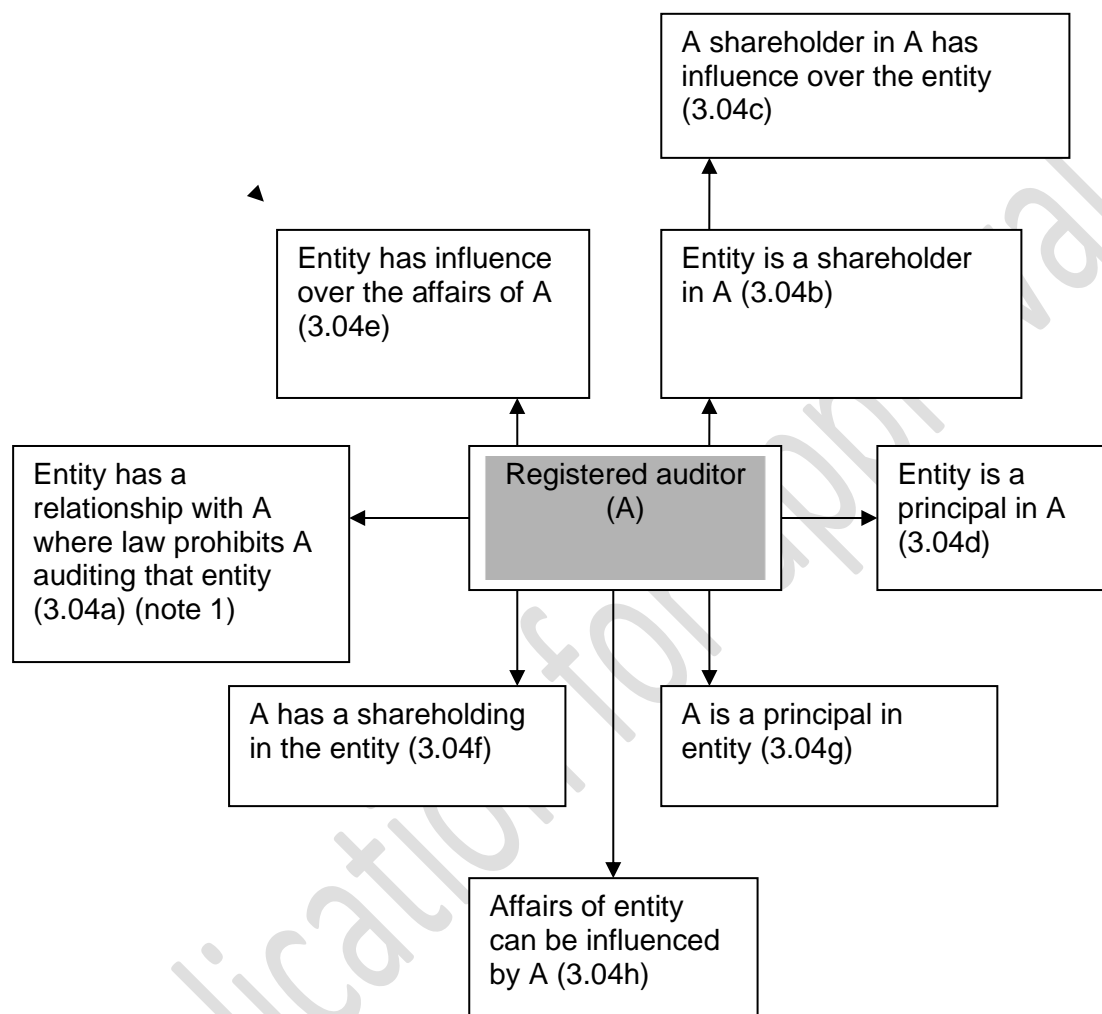 A shareholder in A has
influence over the entity
(3.04c)
Entity has influence
over the affairs of A
(3.04e)
Entity is a shareholder
in A (3.04b)
Entity has a
relationship with A
where law prohibits A
auditing that entity
(3.04a) (note 1)
Registered auditor
(A)
Entity is a
principal in A
(3.04d)
A has a shareholding
in the entity (3.04f)
A is a principal in
entity (3.04g)
Affairs of entity
can be influenced
by A (3.04h)
lication for approval